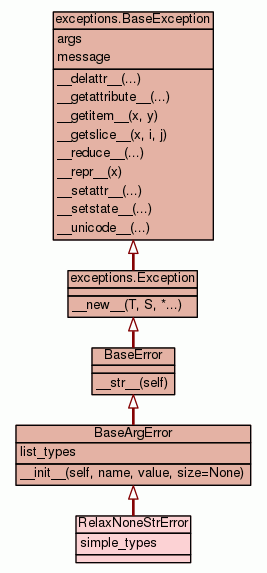 exceptions.BaseException
args
message
__delattr__(...)
__getattribute__(...)
__getitem__(x, y)
__getslice__(x, i, j)
__reduce__(...)
__repr__(x)
__setattr__(...)
__setstate__(...)
__unicode__(...)
exceptions.Exception
__new__(T, S, *...)
BaseError
__str__(self)
BaseArgError
list_types
__init__(self, name, value, size=None)
RelaxNoneStrError
simple_types